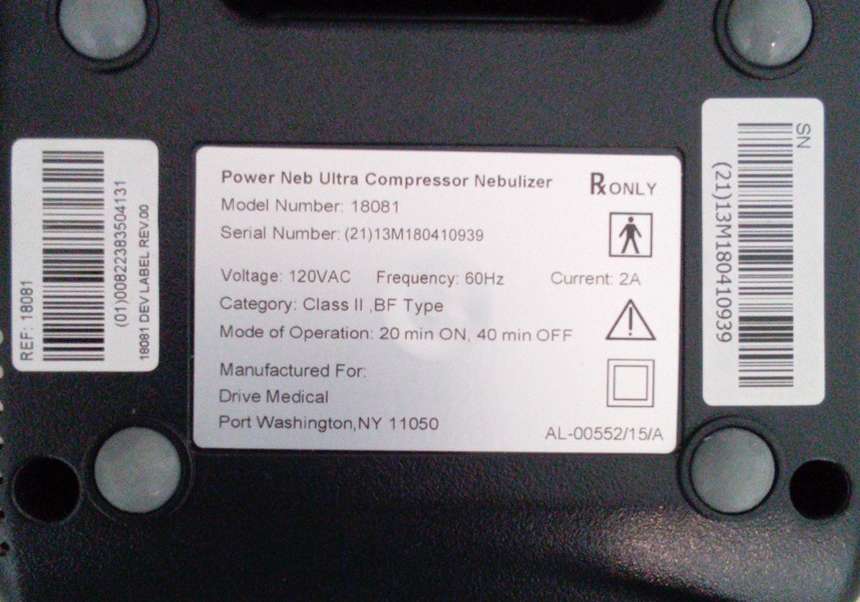 REF: 18081
(01)00822383504131
18081 DEV LABEL REV.00
Power Neb Ultra Compressor Nebulizer
℞ ONLY
Model Number: 18081
Serial Number: (21)13M180410939
Voltage: 120VAC Frequency: 60Hz Current: 2A
Category: Class II ,BF Type
Mode of Operation: 20 min ON, 40 min OFF
Manufactured For:
Drive Medical
Port Washington,NY 11050
AL-00552/15/A
SN
(21)13M180410939